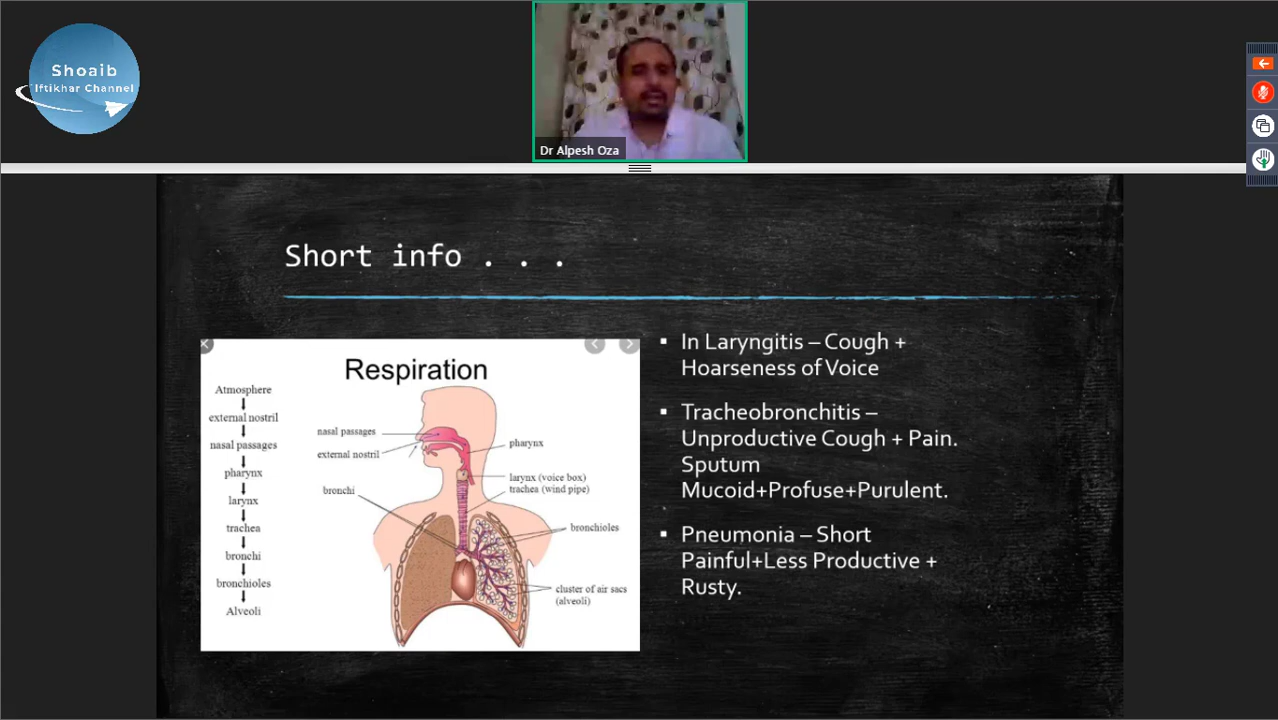 Shoaib
Iftikhar Channel
Dr Alpesh Oza
Short info . . .
Respiration
Atmosphere
external nostril
nasal passages
pharynx
larynx
trachea
bronchi
bronchioles
Alveoli
nasal passages
external nostril
bronchi
pharynx
larynx (voice box)
trachea (wind pipe)
bronchioles
cluster of air sacs
(alveoli)
▪ In Laryngitis – Cough +
Hoarseness of Voice
▪ Tracheobronchitis –
Unproductive Cough + Pain.
Sputum
Mucoid+Profuse+Purulent.
▪ Pneumonia – Short
Painful+Less Productive +
Rusty.